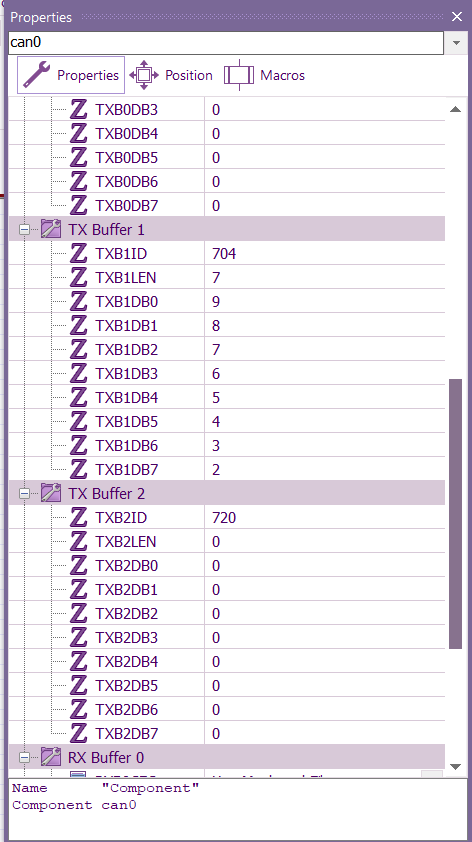 Properties
can0
Properties Position Macros
TXB0DB3 0
TXB0DB4 0
TXB0DB5 0
TXB0DB6 0
TXB0DB7 0
TX Buffer 1
TXB1ID 704
TXB1LEN 7
TXB1DB0 9
TXB1DB1 8
TXB1DB2 7
TXB1DB3 6
TXB1DB4 5
TXB1DB5 4
TXB1DB6 3
TXB1DB7 2
TX Buffer 2
TXB2ID 720
TXB2LEN 0
TXB2DB0 0
TXB2DB1 0
TXB2DB2 0
TXB2DB3 0
TXB2DB4 0
TXB2DB5 0
TXB2DB6 0
TXB2DB7 0
RX Buffer 0
Name "Component"
Component can0